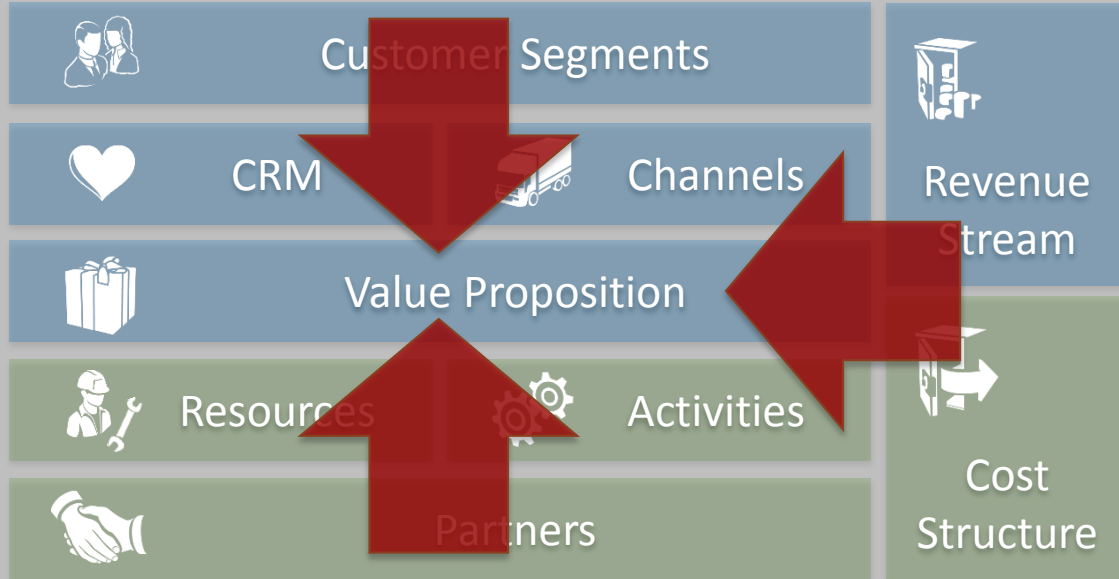 Customer Segments
CRM
Channels
Revenue
Stream
Value Proposition
Resources
Activities
Cost
Structure
Partners